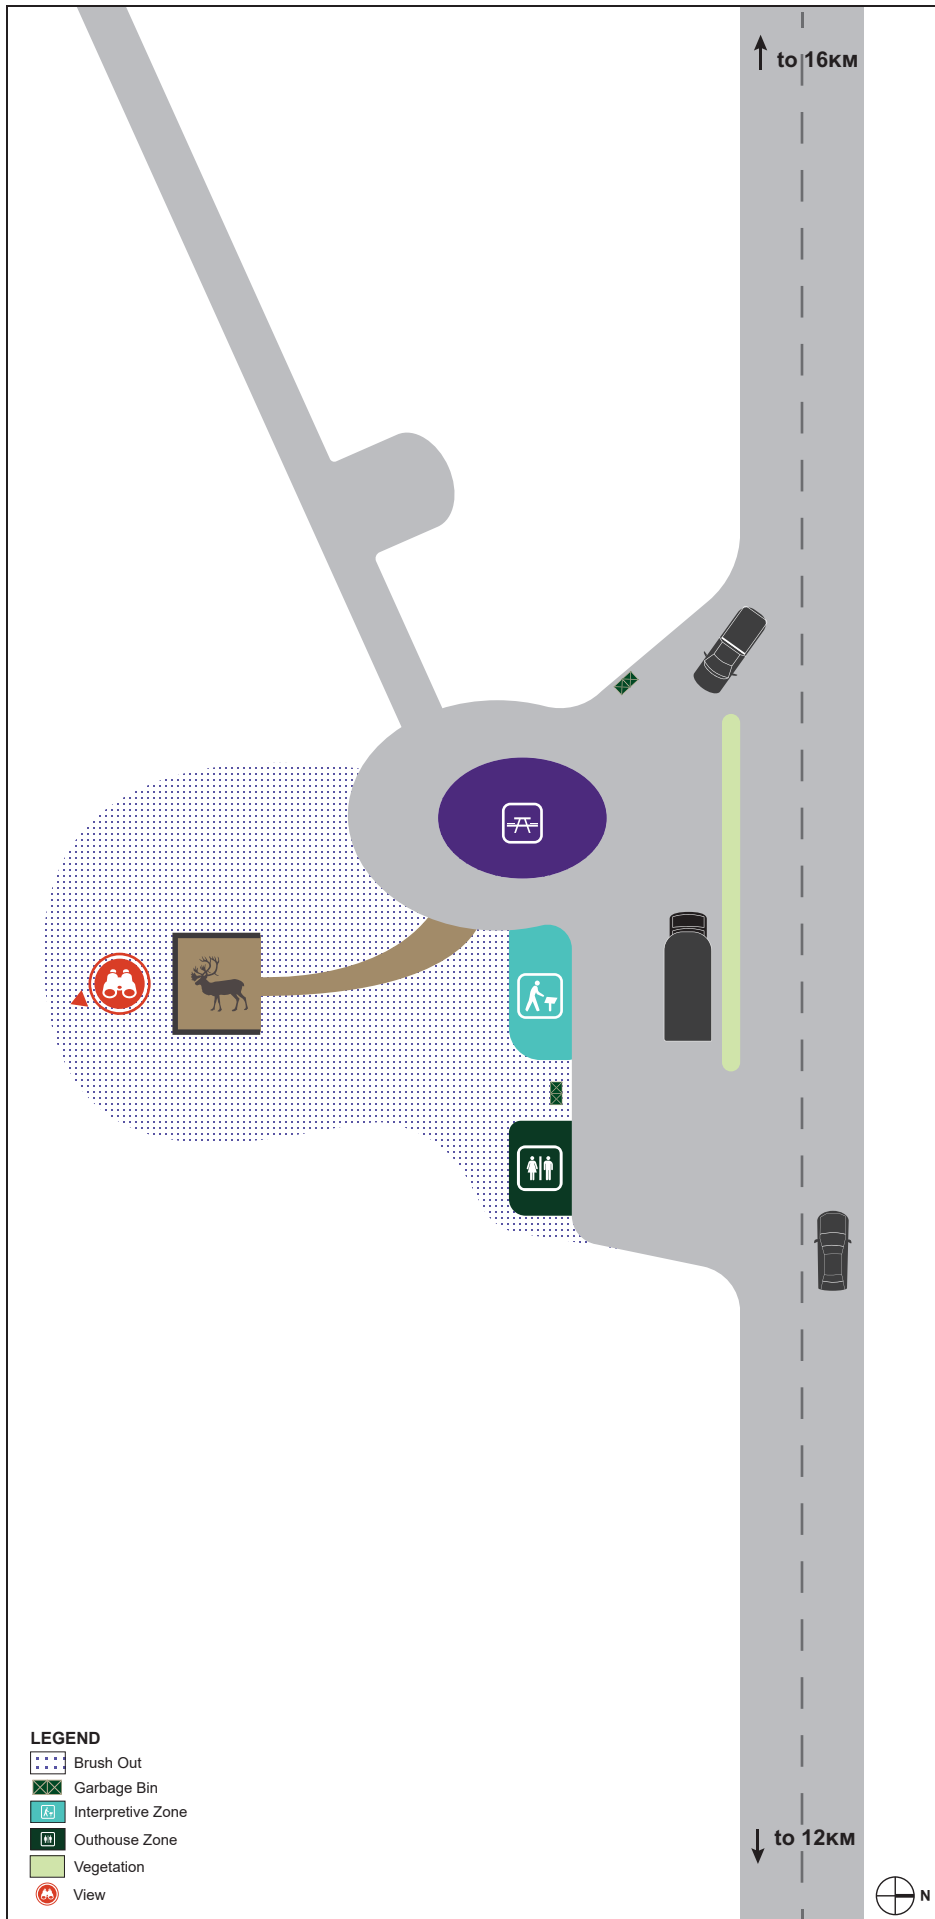 to 16KM
LEGEND
Brush Out
Garbage Bin
Interpretive Zone
Outhouse Zone
Vegetation
View
to 12KM
N